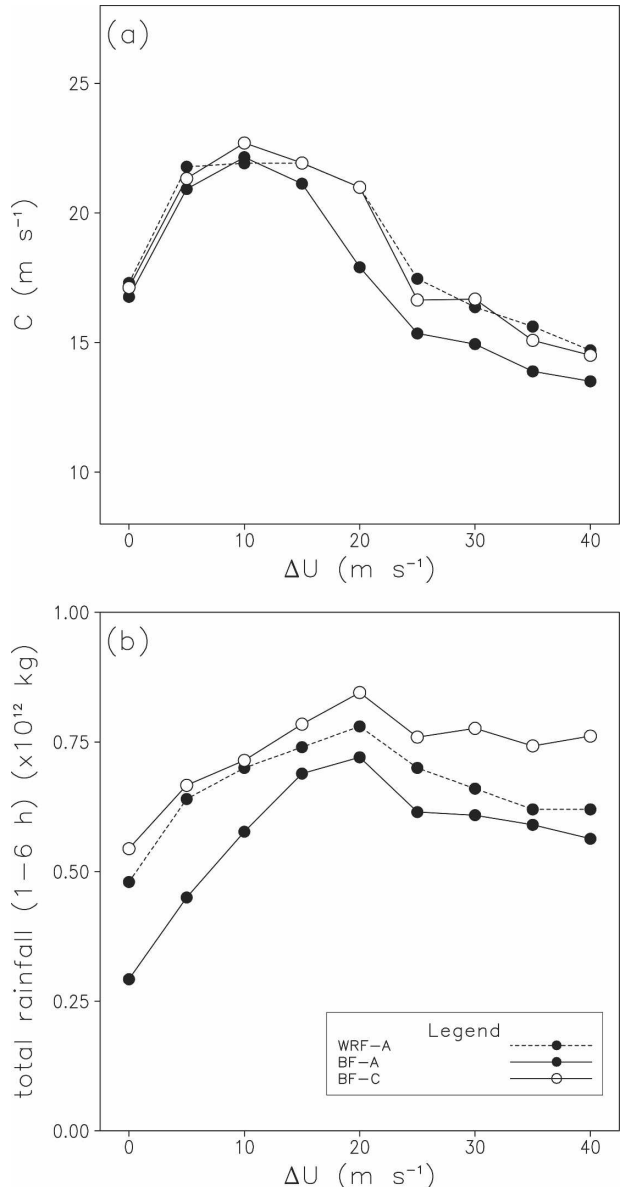 (a)
25
20
15
10
C (m s⁻¹)
0 10 20 30 40
ΔU (m s⁻¹)
(b)
1.00
0.75
0.50
0.25
0.00
total rainfall (1−6 h) (x10¹² kg)
Legend
WRF−A
BF−A
BF−C
0 10 20 30 40
ΔU (m s⁻¹)